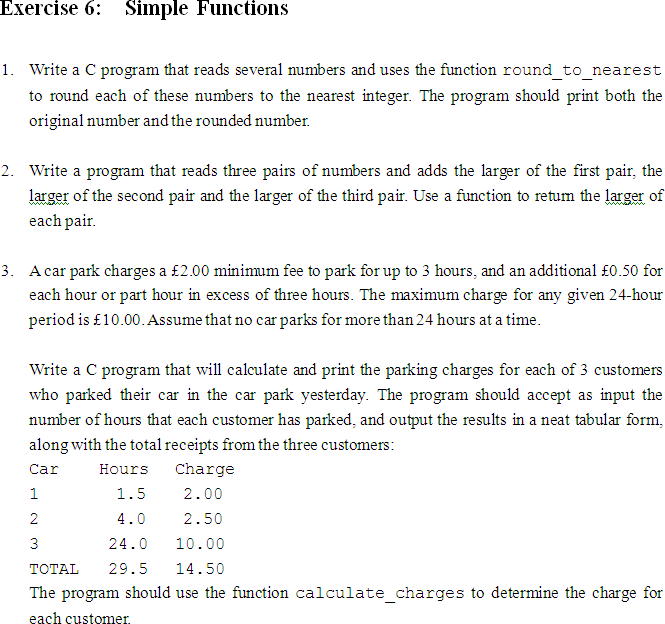 Exercise 6: Simple Functions
1. Write a C program that reads several numbers and uses the function round_to_nearest
to round each of these numbers to the nearest integer. The program should print both the
original number and the rounded number.
2. Write a program that reads three pairs of numbers and adds the larger of the first pair, the
larger of the second pair and the larger of the third pair. Use a function to return the larger of
each pair.
3. A car park charges a £2.00 minimum fee to park for up to 3 hours, and an additional £0.50 for
each hour or part hour in excess of three hours. The maximum charge for any given 24-hour
period is £10.00. Assume that no car parks for more than 24 hours at a time.
Write a C program that will calculate and print the parking charges for each of 3 customers
who parked their car in the car park yesterday. The program should accept as input the
number of hours that each customer has parked, and output the results in a neat tabular form,
along with the total receipts from the three customers:
Car Hours Charge
1 1.5 2.00
2 4.0 2.50
3 24.0 10.00
TOTAL 29.5 14.50
The program should use the function calculate_charges to determine the charge for
each customer.